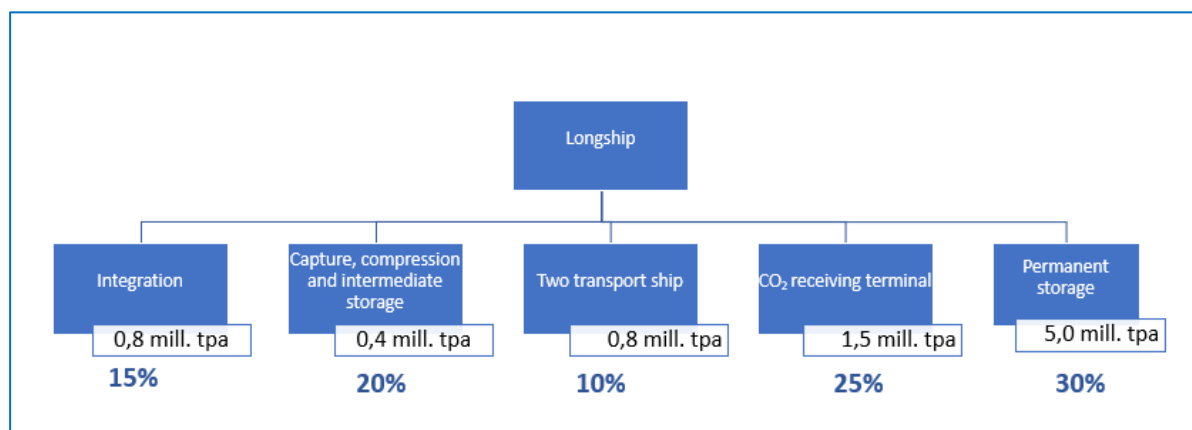 Longship
Integration
0,8 mill. tpa
15%
Capture, compression
and intermediate
storage
0,4 mill. tpa
20%
Two transport ship
0,8 mill. tpa
10%
CO₂ receiving terminal
1,5 mill. tpa
25%
Permanent
storage
5,0 mill. tpa
30%